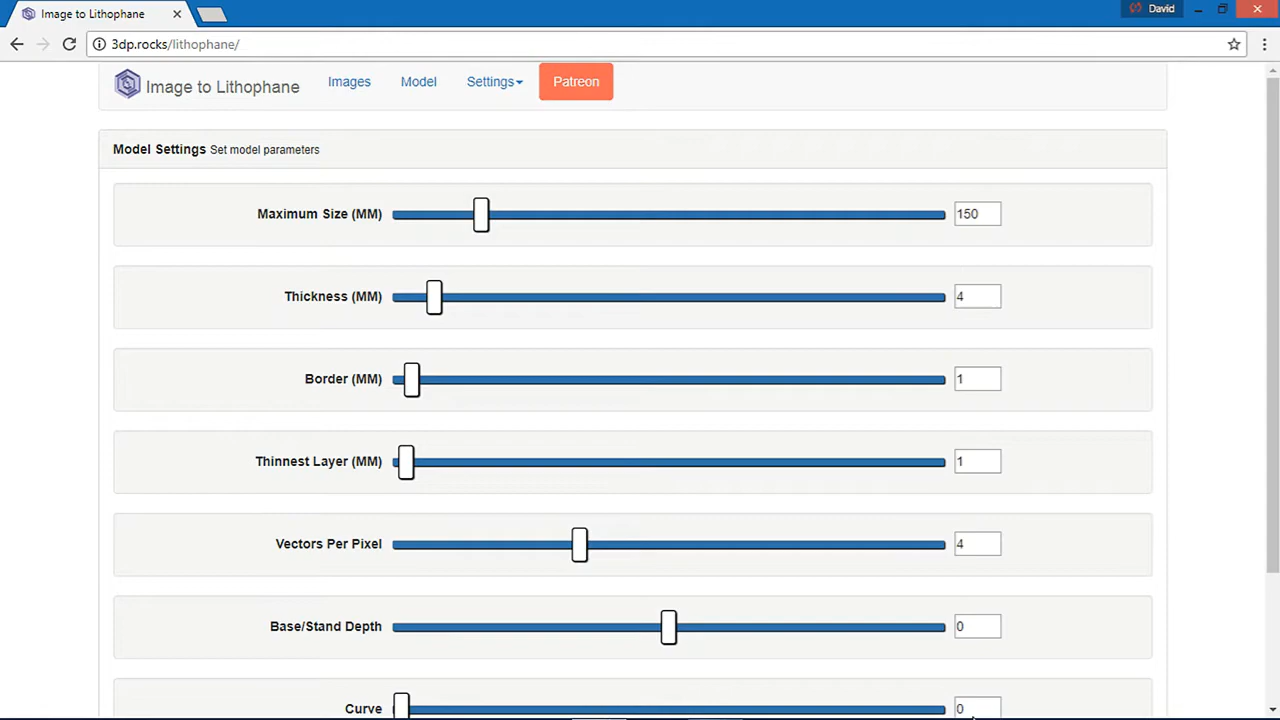 Image to Lithophane
David
3dp.rocks/lithophane/
Image to Lithophane
Images
Model
Settings
Patreon
Model Settings Set model parameters
Maximum Size (MM)
150
Thickness (MM)
4
Border (MM)
1
Thinnest Layer (MM)
1
Vectors Per Pixel
4
Base/Stand Depth
0
Curve
0